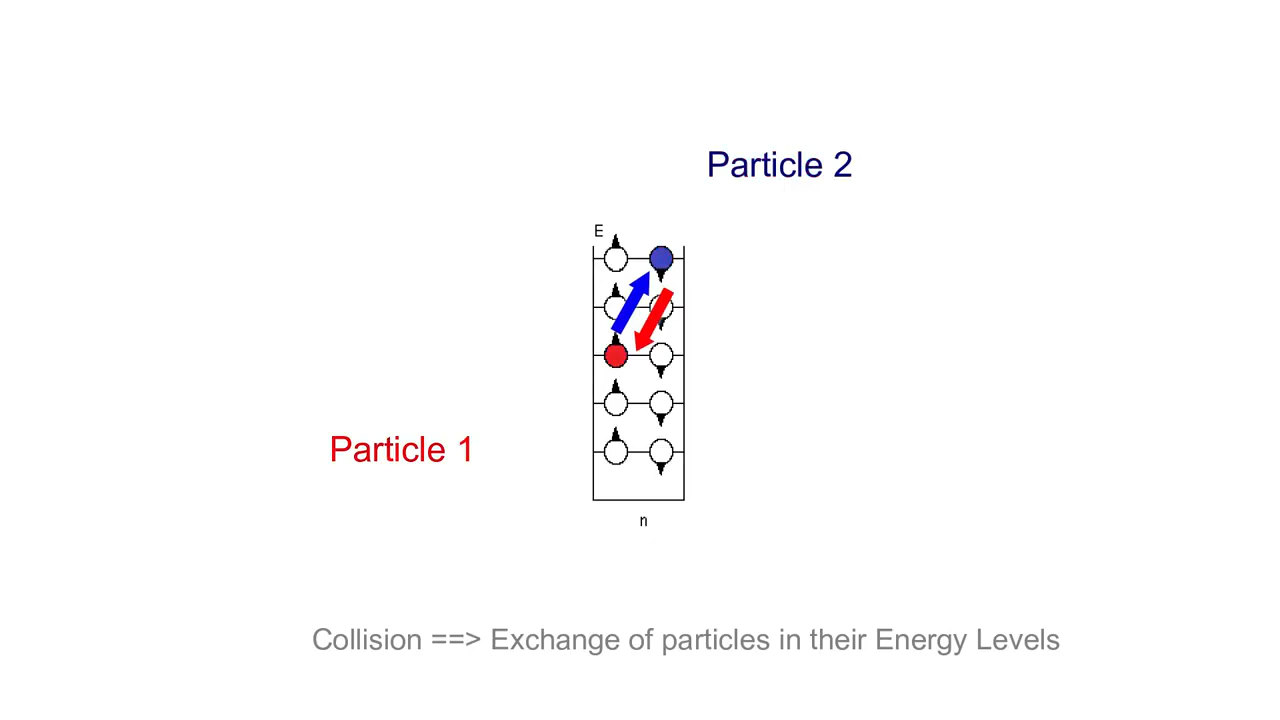 Particle 2
E
Particle 1
n
Collision ==> Exchange of particles in their Energy Levels